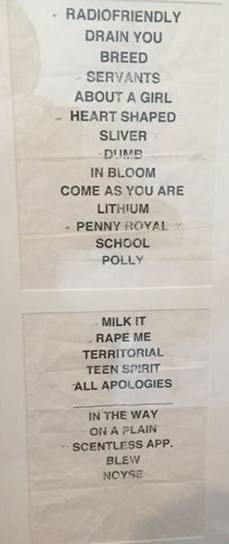 - RADIOFRIENDLY
DRAIN YOU
BREED
- SERVANTS
ABOUT A GIRL
- HEART SHAPED
SLIVER
- DUMB
IN BLOOM
COME AS YOU ARE
LITHIUM
- PENNY ROYAL
SCHOOL
POLLY
- MILK IT
- RAPE ME
TERRITORIAL
TEEN SPIRIT
-ALL APOLOGIES
IN THE WAY
ON A PLAIN
- SCENTLESS APP.
BLEW
NOYSE